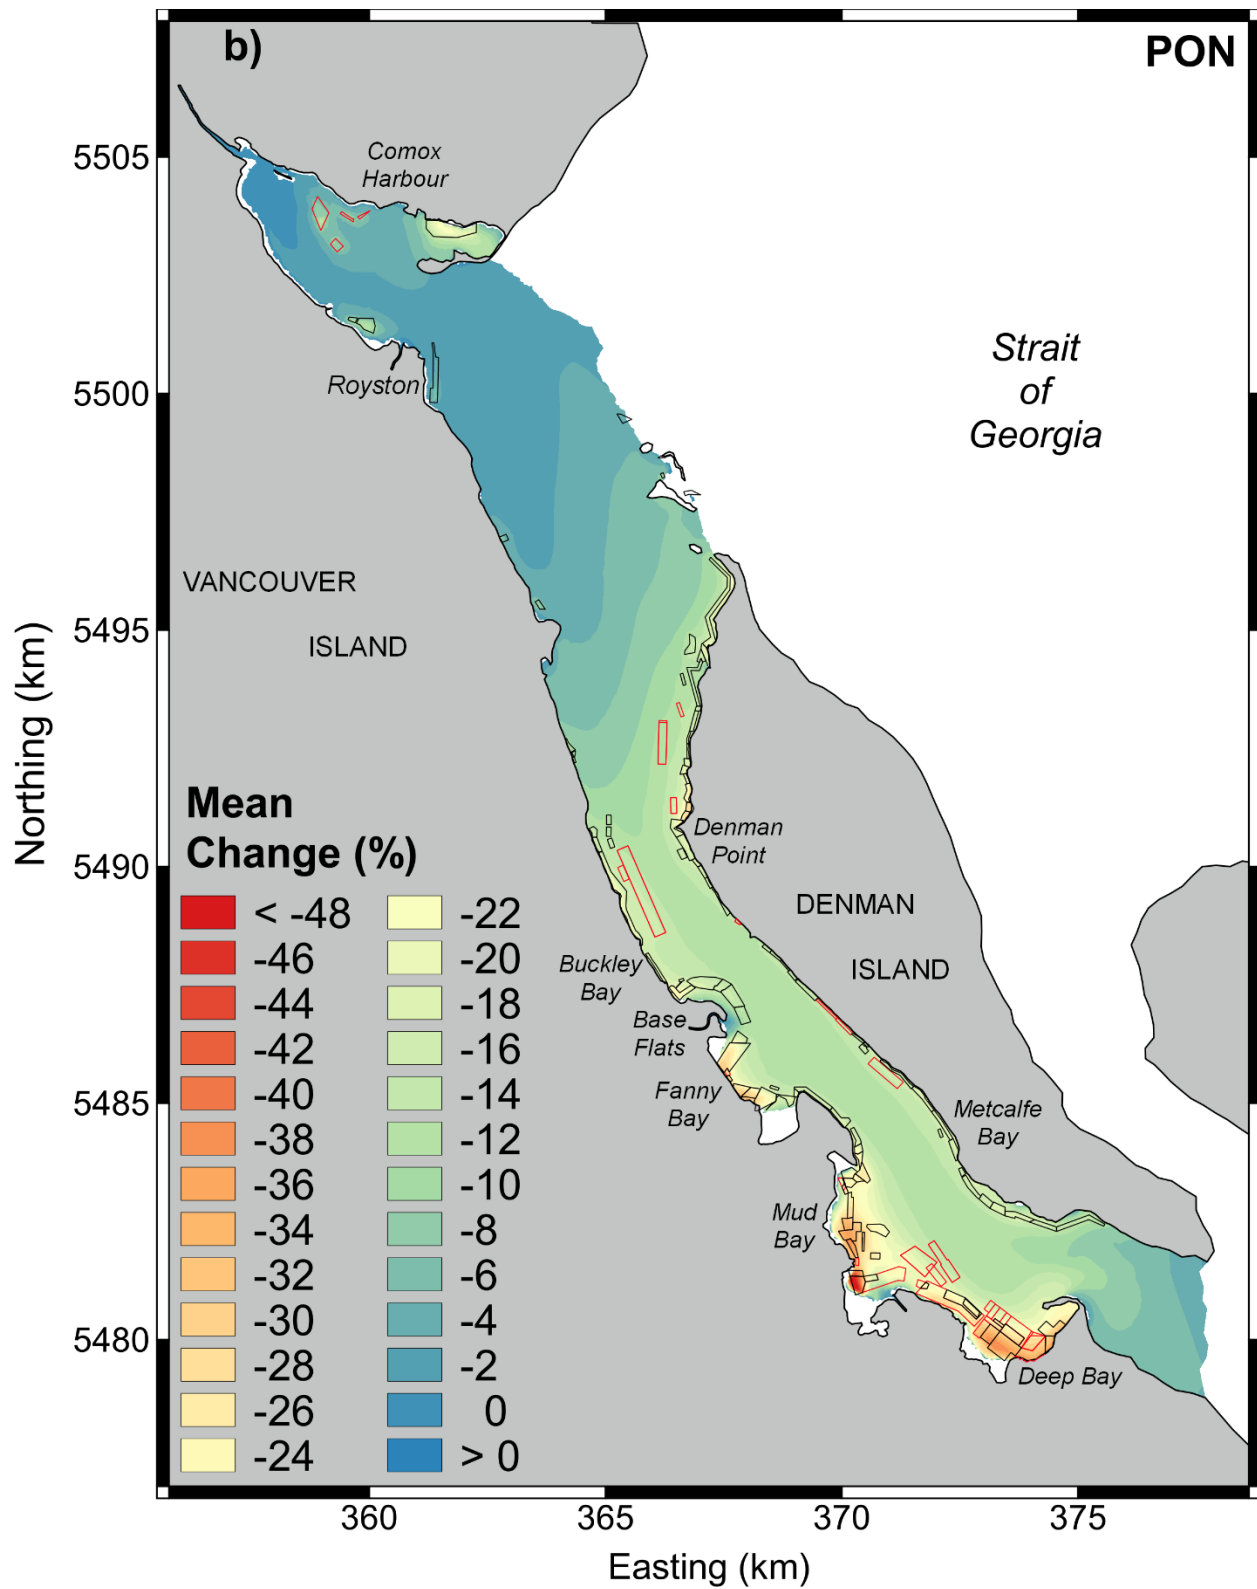 b)
PON
Comox
Harbour
Strait
of
Georgia
Royston
VANCOUVER
ISLAND
Mean
Change (%)
< -48
-46
-44
-42
-40
-38
-36
-34
-32
-30
-28
-26
-24
-22
-20
-18
-16
-14
-12
-10
-8
-6
-4
-2
0
> 0
Denman
Point
DENMAN
ISLAND
Buckley
Bay
Base
Flats
Fanny
Bay
Metcalfe
Bay
Mud
Bay
Deep Bay
5505
5500
5495
5490
5485
5480
Northing (km)
360
365
370
375
Easting (km)